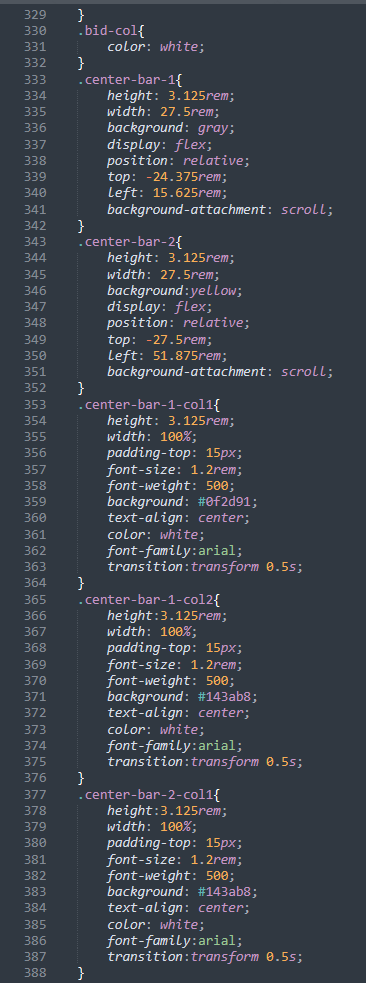 329 }
330 .bid-col{
331 color: white;
332 }
333 .center-bar-1{
334 height: 3.125rem;
335 width: 27.5rem;
336 background: gray;
337 display: flex;
338 position: relative;
339 top: -24.375rem;
340 left: 15.625rem;
341 background-attachment: scroll;
342 }
343 .center-bar-2{
344 height: 3.125rem;
345 width: 27.5rem;
346 background:yellow;
347 display: flex;
348 position: relative;
349 top: -27.5rem;
350 left: 51.875rem;
351 background-attachment: scroll;
352 }
353 .center-bar-1-col1{
354 height: 3.125rem;
355 width: 100%;
356 padding-top: 15px;
357 font-size: 1.2rem;
358 font-weight: 500;
359 background: #0f2d91;
360 text-align: center;
361 color: white;
362 font-family:arial;
363 transition:transform 0.5s;
364 }
365 .center-bar-1-col2{
366 height:3.125rem;
367 width: 100%;
368 padding-top: 15px;
369 font-size: 1.2rem;
370 font-weight: 500;
371 background: #143ab8;
372 text-align: center;
373 color: white;
374 font-family:arial;
375 transition:transform 0.5s;
376 }
377 .center-bar-2-col1{
378 height:3.125rem;
379 width: 100%;
380 padding-top: 15px;
381 font-size: 1.2rem;
382 font-weight: 500;
383 background: #143ab8;
384 text-align: center;
385 color: white;
386 font-family:arial;
387 transition:transform 0.5s;
388 }